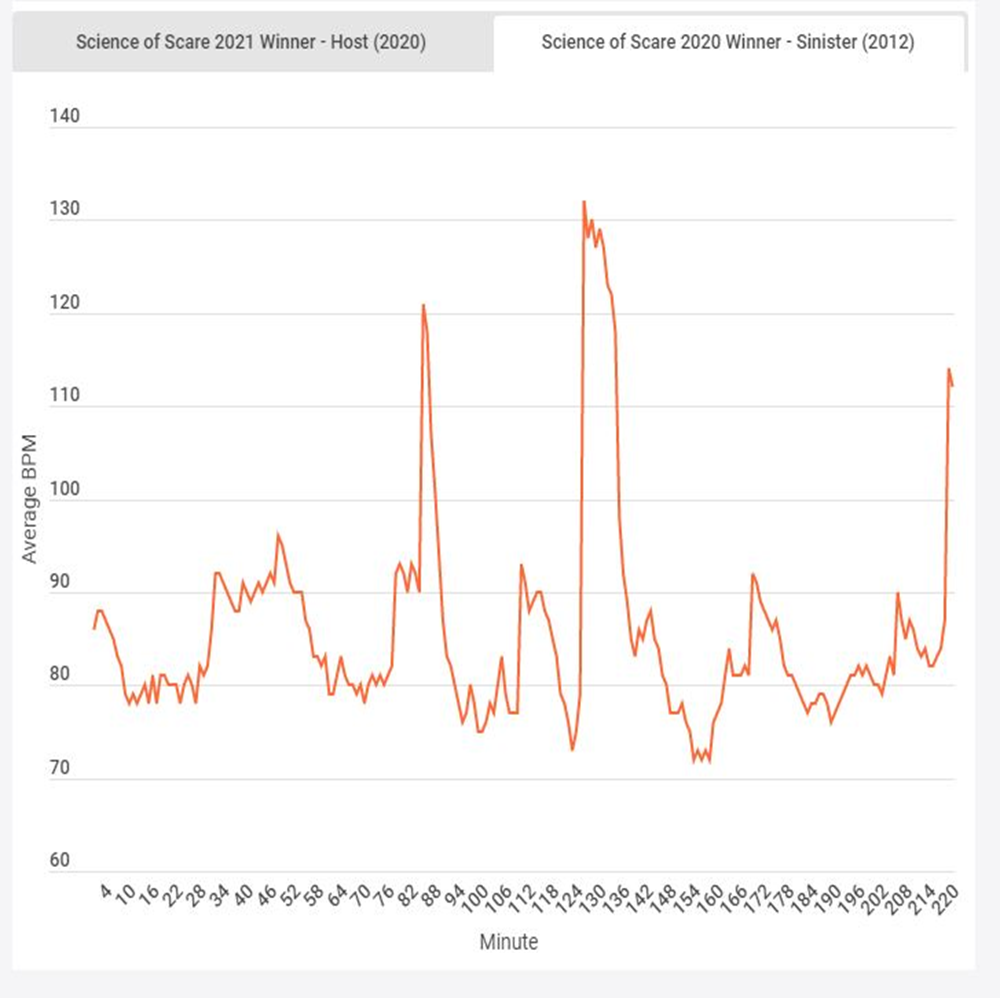 Science of Scare 2021 Winner - Host (2020)
Science of Scare 2020 Winner - Sinister (2012)
140
130
120
110
100
90
80
70
60
Average BPM
4 10 16 22 28 34 40 46 52 58 64 70 76 82 88 94 100 106 112 118 124 130 136 142 148 154 160 166 172 178 184 190 196 202 208 214 220
Minute